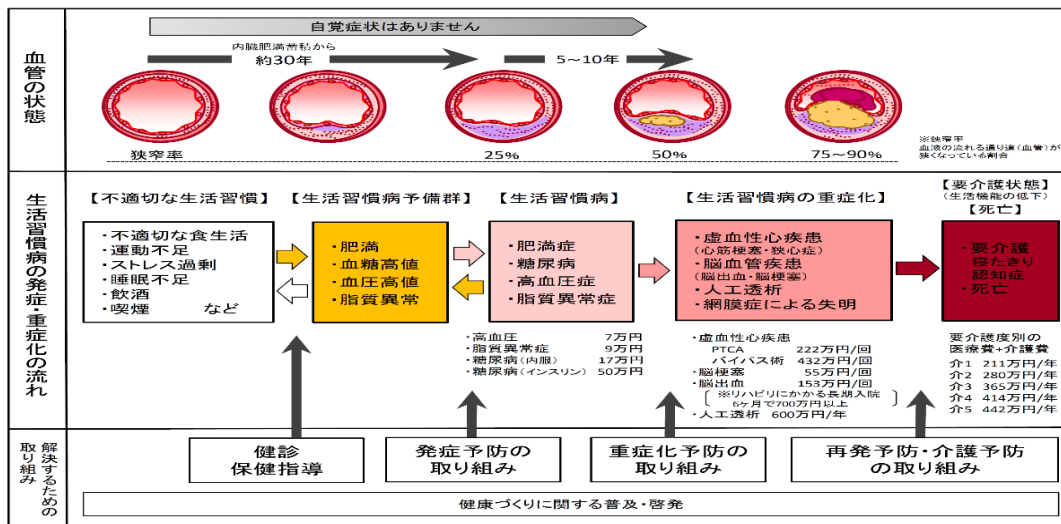 自覚症状はありません
内臓肥満蓄積から
約30年
5~10年
血管の状態
狭窄率
25%
50%
75~90%
※狭窄率
血液の流れる通り道(血管)が
狭くなっている割合
生活習慣病の発症・重症化の流れ
【不適切な生活習慣】
・不適切な食生活
・運動不足
・ストレス過剰
・睡眠不足
・飲酒
・喫煙 など
【生活習慣病予備群】
・肥満
・血糖高値
・血圧高値
・脂質異常
【生活習慣病】
・肥満症
・糖尿病
・高血圧症
・脂質異常症
・高血圧 7万円
・脂質異常症 9万円
・糖尿病(内服) 17万円
・糖尿病(インスリン) 50万円
【生活習慣病の重症化】
・虚血性心疾患
(心筋梗塞・狭心症)
・脳血管疾患
(脳出血・脳梗塞)
・人工透析
・網膜症による失明
・虚血性心疾患
PTCA 222万円/回
バイパス術 432万円/回
・脳梗塞 55万円/回
・脳出血 153万円/回
※リハビリにかかる長期入院
6ヶ月で700万円以上
・人工透析 600万円/年
【要介護状態】
(生活機能の低下)
【死亡】
・要介護
寝たきり
認知症
・死亡
要介護度別の
医療費+介護費
介1 211万円/年
介2 280万円/年
介3 365万円/年
介4 414万円/年
介5 442万円/年
解決するための
取り組み
健診
保健指導
発症予防の
取り組み
重症化予防の
取り組み
再発予防・介護予防
の取り組み
健康づくりに関する普及・啓発